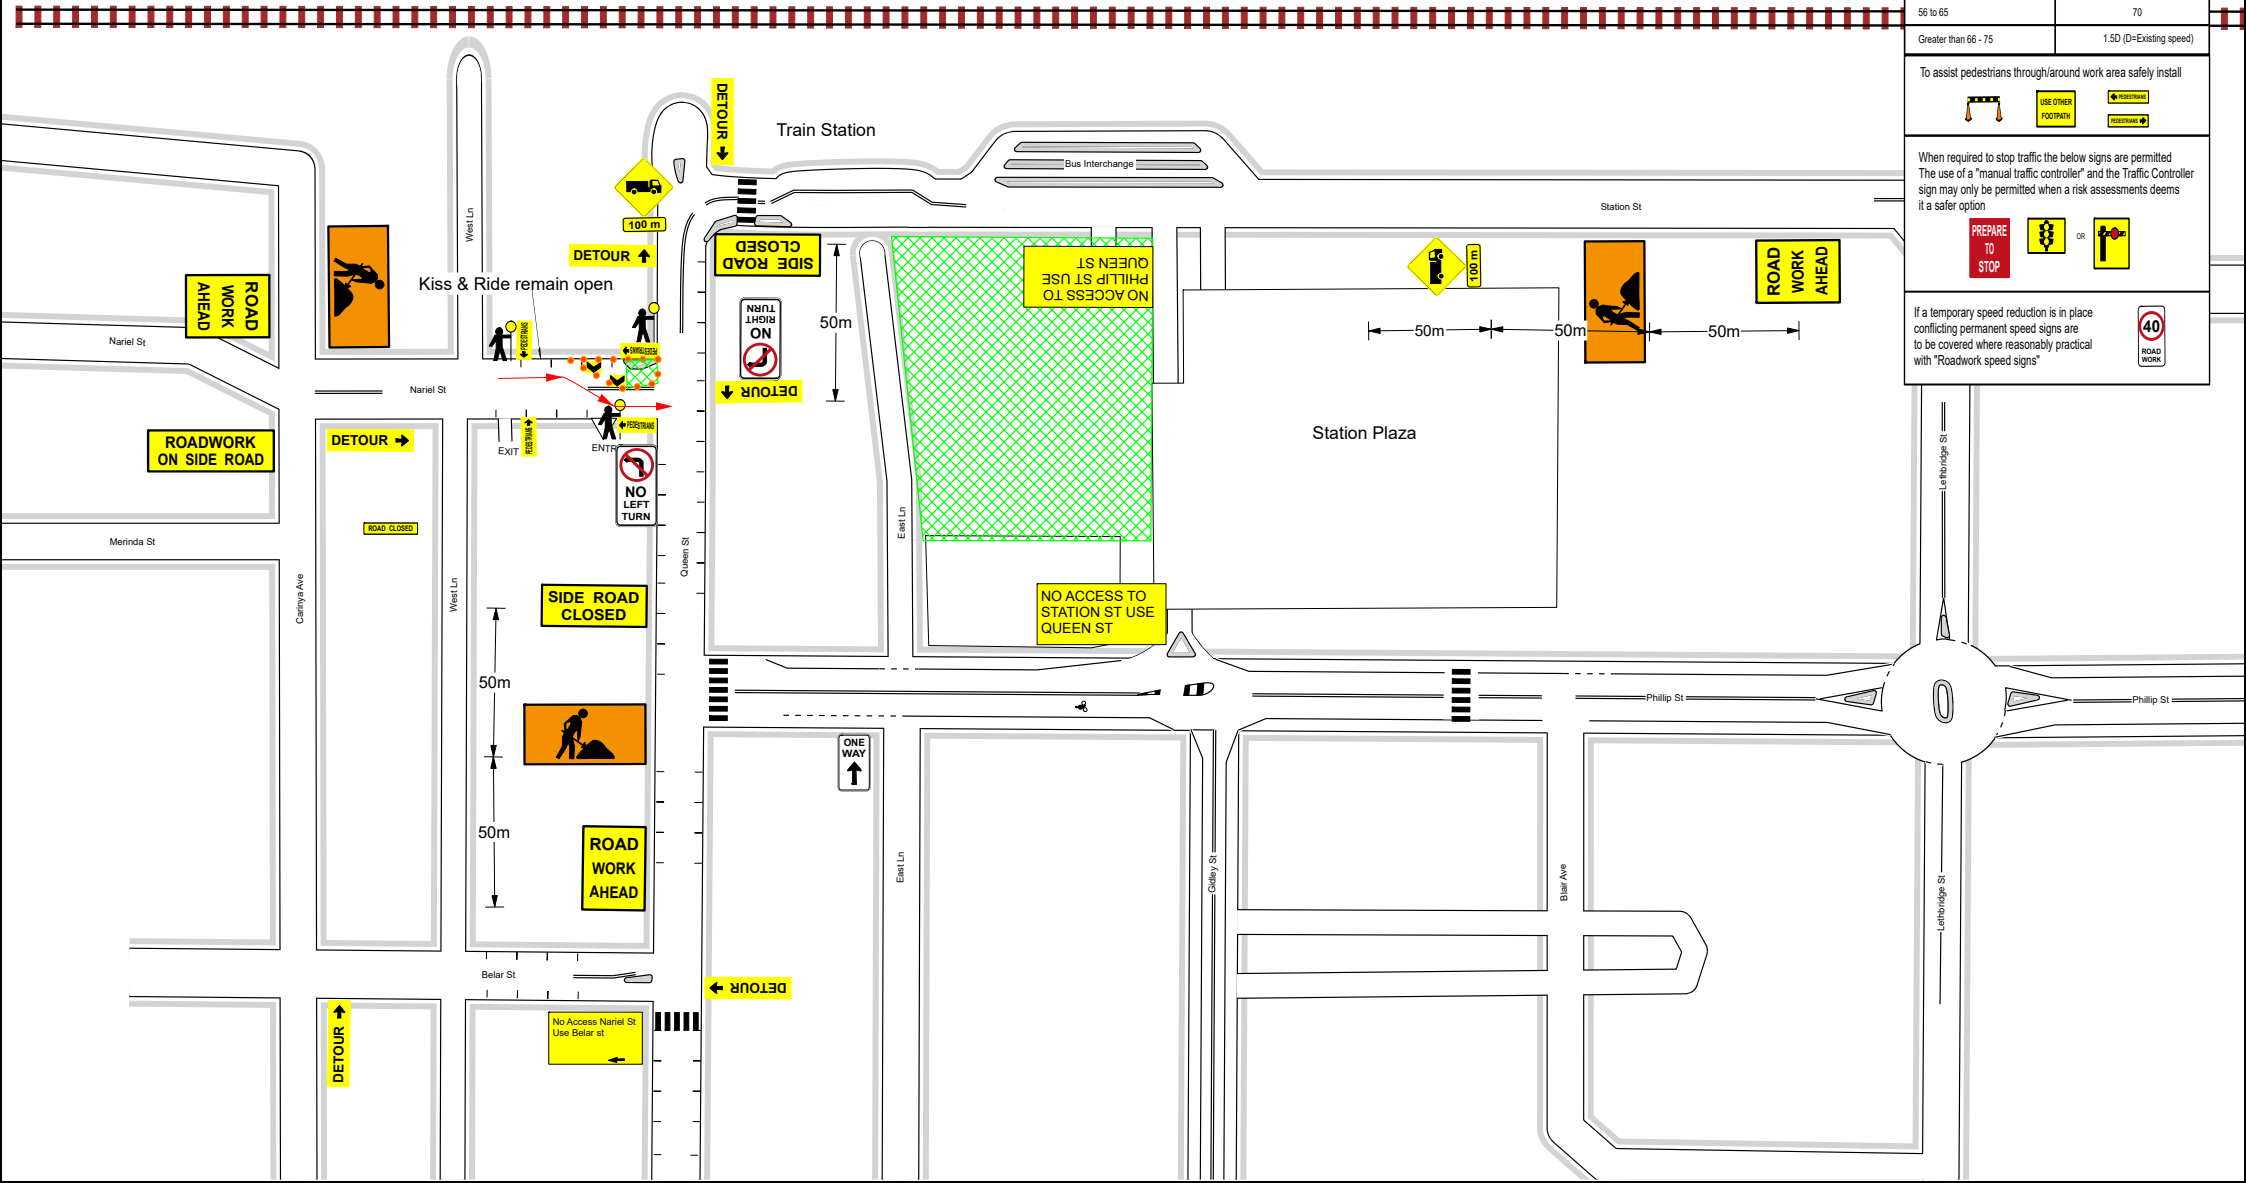 56 to 65
70
Greater than 66 - 75
1.5D (D=Existing speed)
To assist pedestrians through/around work area safely install
USE OTHER
FOOTPATH
PEDESTRIANS
PEDESTRIANS
When required to stop traffic the below signs are permitted
The use of a "manual traffic controller" and the Traffic Controller
sign may only be permitted when a risk assessments deems
it a safer option
PREPARE
TO
STOP
OR
If a temporary speed reduction is in place
conflicting permanent speed signs are
to be covered where reasonably practical
with "Roadwork speed signs"
40
ROAD
WORK
DETOUR
Train Station
Bus Interchange
Station St
West Ln
100 m
DETOUR
SIDE ROAD
CLOSED
NO ACCESS TO
PHILLIP ST USE
QUEEN ST
100 m
ROAD
WORK
AHEAD
Kiss & Ride remain open
ROAD
WORK
AHEAD
NO
RIGHT
TURN
50m
50m
50m
50m
Nariel St
PEDESTRIANS
PEDESTRIANS
Nariel St
DETOUR
ROADWORK
ON SIDE ROAD
DETOUR
EXIT
PEDESTRIANS
ENTR
PEDESTRIANS
NO
LEFT
TURN
Station Plaza
Lethbridge St
ROAD CLOSED
Merinda St
East Ln
Queen St
Carinya Ave
West Ln
SIDE ROAD
CLOSED
NO ACCESS TO
STATION ST USE
QUEEN ST
50m
Phillip St
Phillip St
ONE
WAY
50m
ROAD
WORK
AHEAD
East Ln
Gidley St
Blair Ave
Lethbridge St
Belar St
DETOUR
No Access Nariel St
Use Belar st
DETOUR